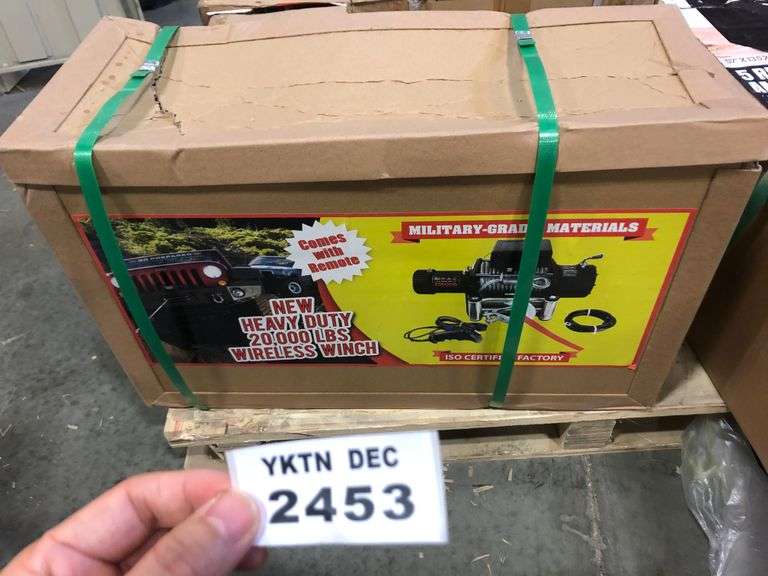 Comes
with
Remote
NEW
HEAVY DUTY
20,000 LBS
WIRELESS WINCH
MILITARY-GRADE MATERIALS
ISO CERTIFIED FACTORY
YKTN DEC
2453